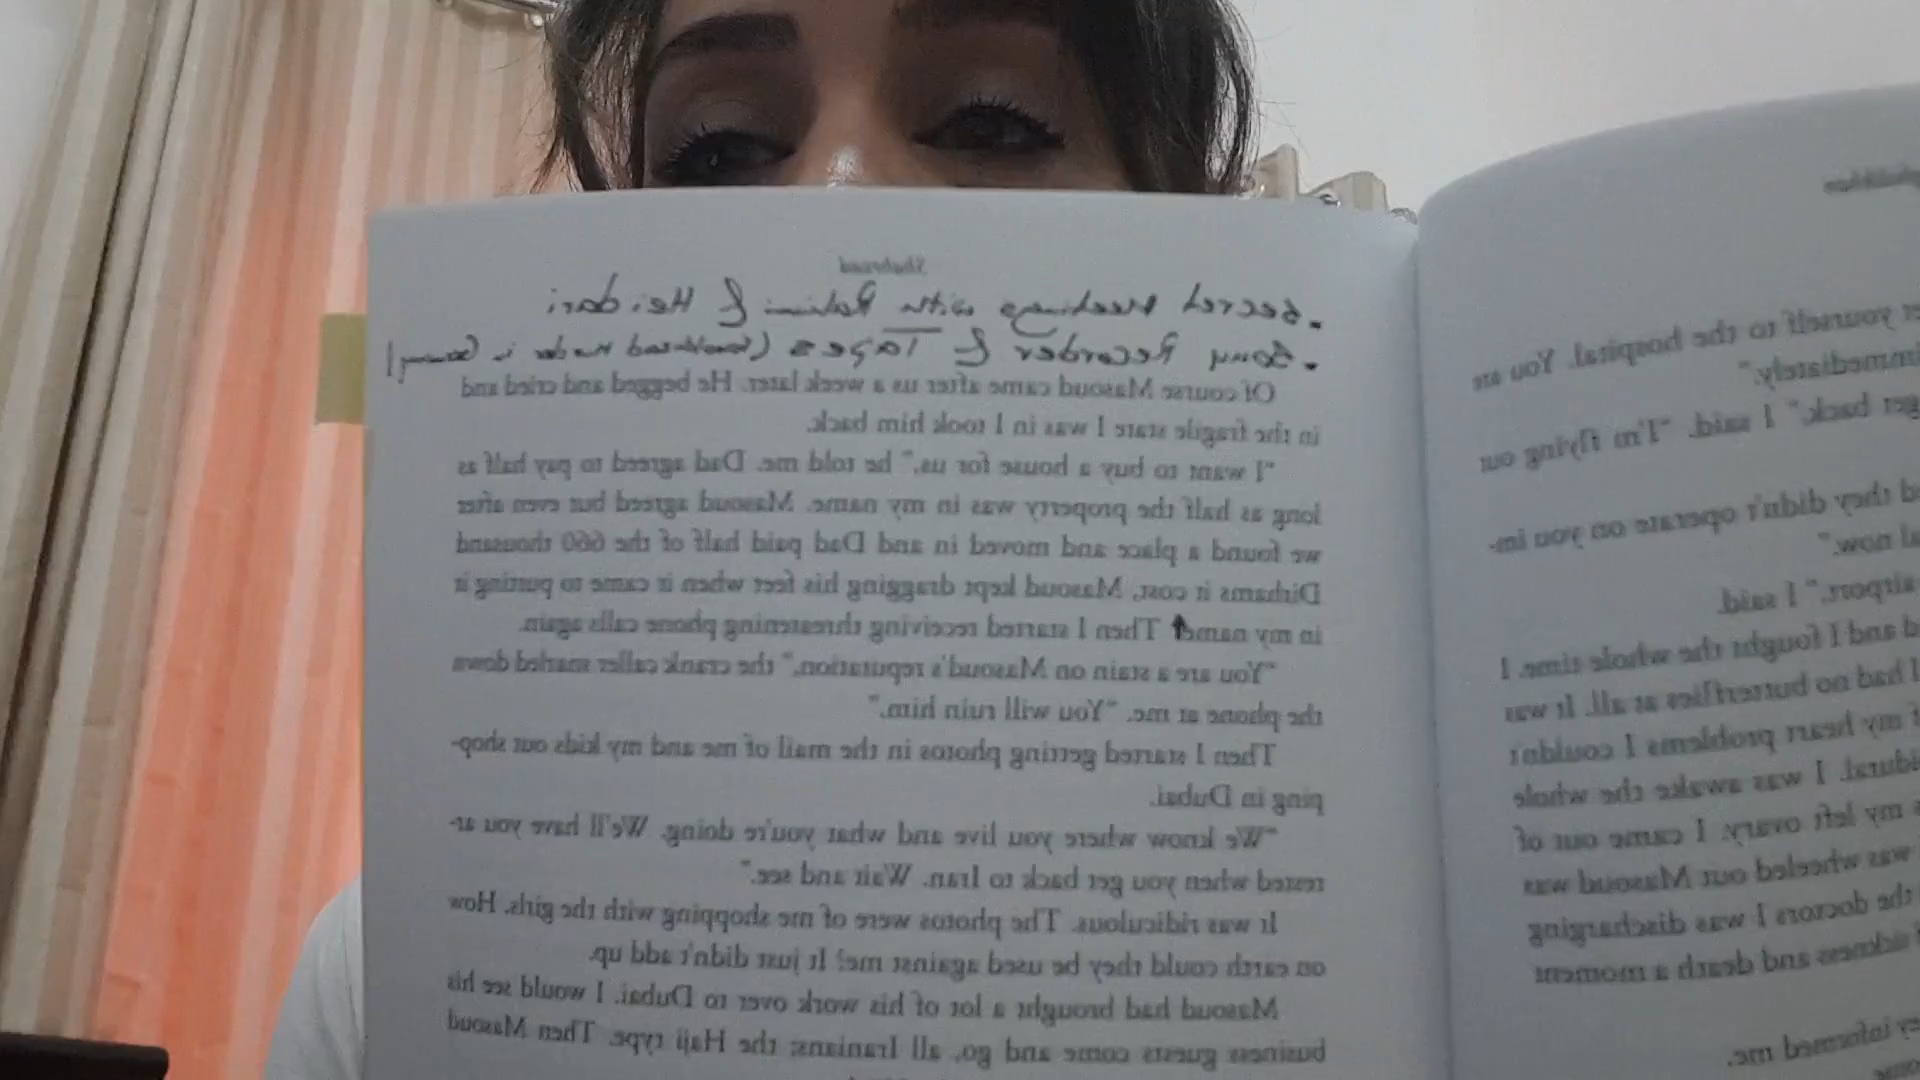 yourself to the hospital. You are
immediately."
get back," I said. "I'm flying out
they didn't operate on you im-
now."
airport," I said.
and I fought the whole time. I
I had no butterflies at all. It was
my heart problems I couldn't
I was awake the whole
my left ovary. I came out of
was wheeled out Masoud was
the doctors I was discharging
and death a moment
informed me.
Shahrzad
• Secret Meetings with Rahimi & Heidari
• Sony Recorder & Tapes
Of course Masoud came after us a week later. He begged and cried and
in the fragile state I was in I took him back.
"I want to buy a house for us," he told me. Dad agreed to pay half as
long as half the property was in my name. Masoud agreed but even after
we found a place and moved in and Dad paid half of the 660 thousand
Dirhams it cost, Masoud kept dragging his feet when it came to putting it
in my name. Then I started receiving threatening phone calls again.
"You are a stain on Masoud's reputation," the crank caller snarled down
the phone at me. "You will ruin him."
Then I started getting photos in the mail of me and my kids out shop-
ping in Dubai.
"We know where you live and what you're doing. We'll have you ar-
rested when you get back to Iran. Wait and see."
It was ridiculous. The photos were of me shopping with the girls. How
on earth could they be used against me? It just didn't add up.
Masoud had brought a lot of his work over to Dubai. I would see his
business guests come and go, all Iranians; the Haji type. Then Masoud